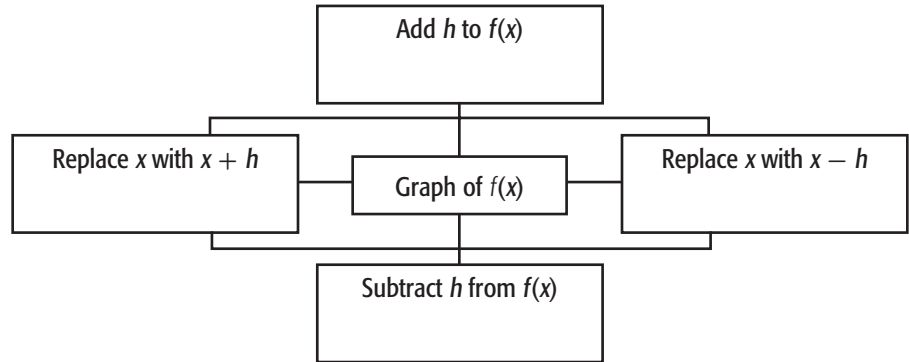 Add h to f(x)
Replace x with x + h
Graph of f(x)
Replace x with x − h
Subtract h from f(x)